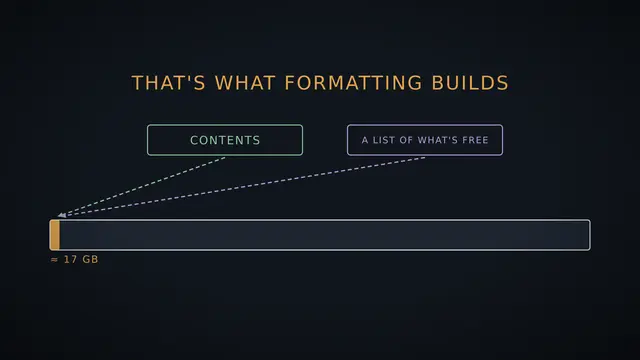 THAT'S WHAT FORMATTING BUILDS
CONTENTS
A LIST OF WHAT'S FREE
≈ 17 GB